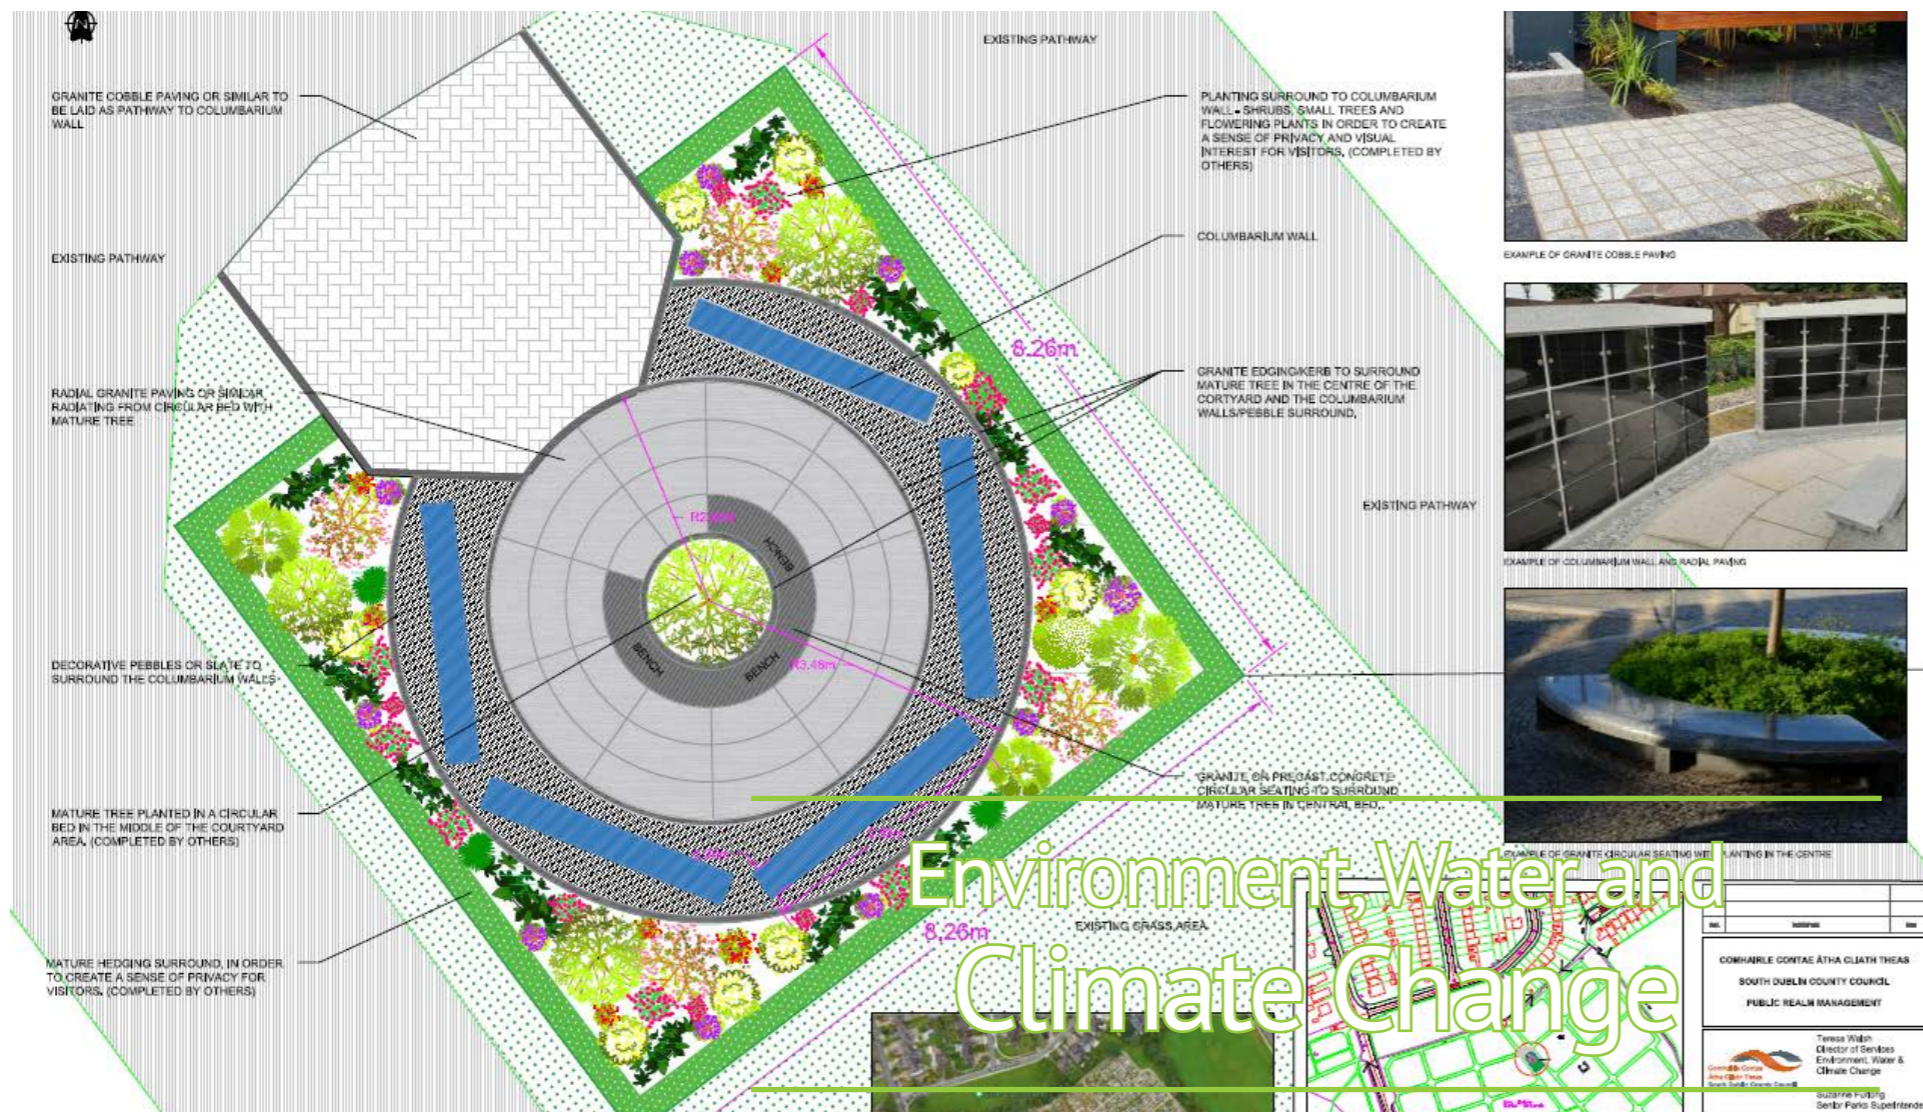 GRANITE COBBLE PAVING OR SIMILAR TO
BE LAID AS PATHWAY TO COLUMBARIUM
WALL
EXISTING PATHWAY
RADIAL GRANITE PAVING OR SIMILAR,
RADIATING FROM CIRCULAR BED WITH
MATURE TREE
DECORATIVE PEBBLES OR SLATE TO
SURROUND THE COLUMBARIUM WALLS
MATURE TREE PLANTED IN A CIRCULAR
BED IN THE MIDDLE OF THE COURTYARD
AREA. (COMPLETED BY OTHERS)
MATURE HEDGING SURROUND, IN ORDER
TO CREATE A SENSE OF PRIVACY FOR
VISITORS. (COMPLETED BY OTHERS)
EXISTING PATHWAY
8.26m
BENCH
BENCH
BENCH
R3.48m
8.26m
PLANTING SURROUND TO COLUMBARIUM
WALL - SHRUBS, SMALL TREES AND
FLOWERING PLANTS IN ORDER TO CREATE
A SENSE OF PRIVACY AND VISUAL
INTEREST FOR VISITORS. (COMPLETED BY
OTHERS)
COLUMBARIUM WALL
GRANITE EDGING/KERB TO SURROUND
MATURE TREE IN THE CENTRE OF THE
CORTYARD AND THE COLUMBARIUM
WALLS/PEBBLE SURROUND.
EXISTING PATHWAY
GRANITE OR PRECAST CONCRETE
CIRCULAR SEATING TO SURROUND
MATURE TREE IN CENTRAL BED.
EXISTING GRASS AREA
EXAMPLE OF GRANITE COBBLE PAVING
EXAMPLE OF COLUMBARIUM WALL AND RADIAL PAVING
EXAMPLE OF GRANITE CIRCULAR SEATING WITH PLANTING IN THE CENTRE
Environment, Water and
Climate Change
COMHAIRLE CONTAE ÁTHA CLIATH THEAS
SOUTH DUBLIN COUNTY COUNCIL
PUBLIC REALM MANAGEMENT
Comhairle Contae
Átha Cliath Theas
South Dublin County Council
Teresa Walsh
Director of Services
Environment, Water &
Climate Change
Suzanne Furlong
Senior Parks Superintende